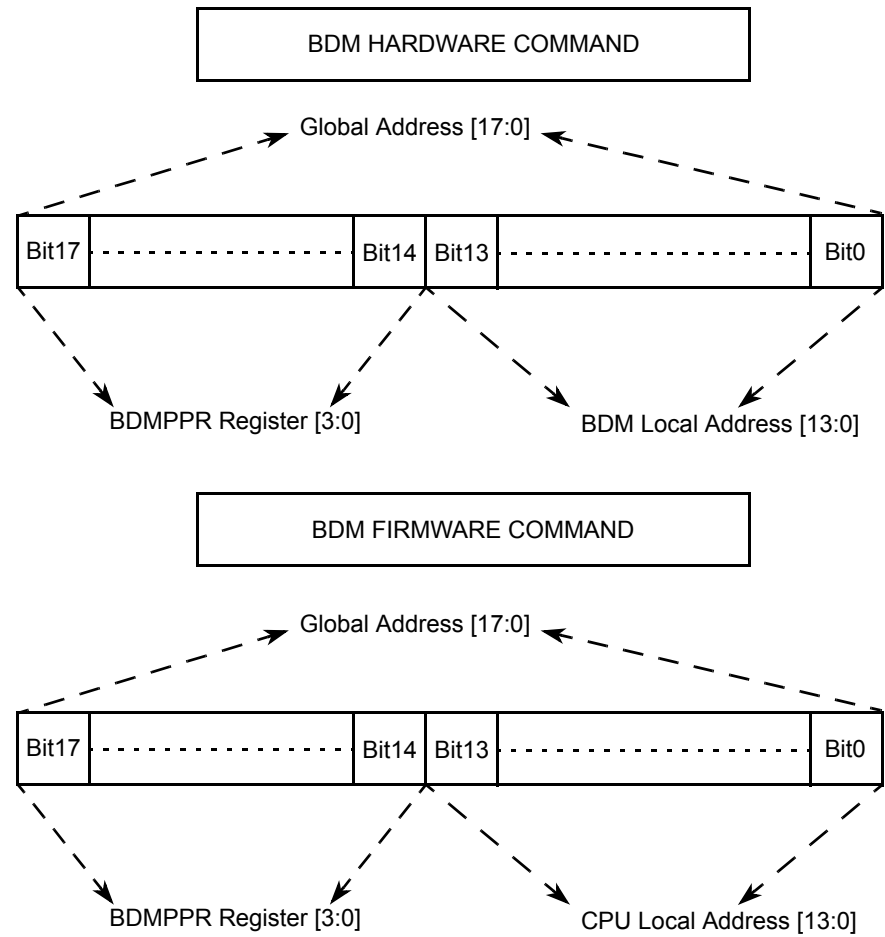 BDM HARDWARE COMMAND
Global Address [17:0]
Bit17 Bit14 Bit13 Bit0
BDMPPR Register [3:0]
BDM Local Address [13:0]
BDM FIRMWARE COMMAND
Global Address [17:0]
Bit17 Bit14 Bit13 Bit0
BDMPPR Register [3:0]
CPU Local Address [13:0]